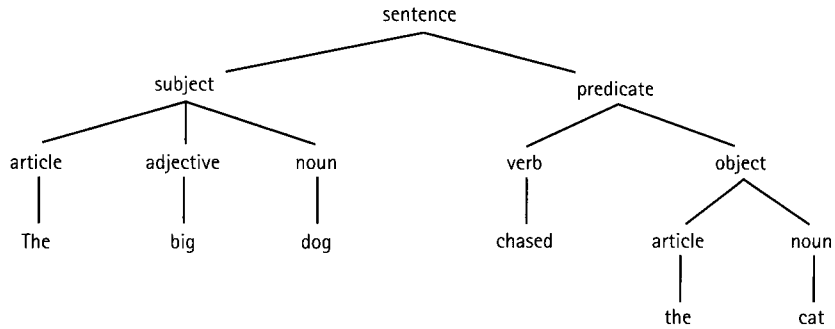 sentence
subject predicate
article adjective noun verb object
The big dog chased article noun
the cat